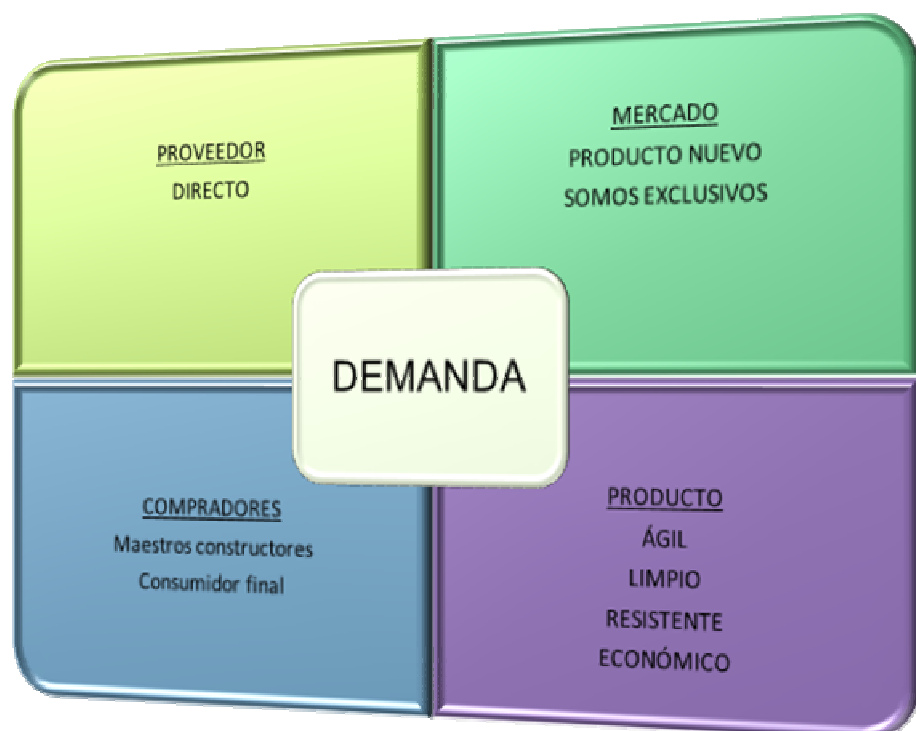 PROVEEDOR
DIRECTO
MERCADO
PRODUCTO NUEVO
SOMOS EXCLUSIVOS
DEMANDA
COMPRADORES
Maestros constructores
Consumidor final
PRODUCTO
ÁGIL
LIMPIO
RESISTENTE
ECONÓMICO